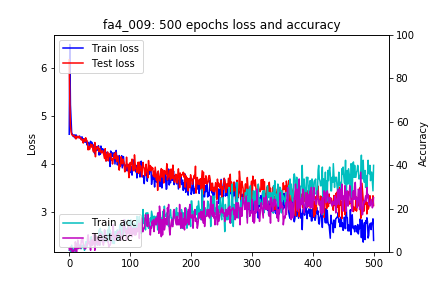 fa4_009: 500 epochs loss and accuracy
Train loss
Test loss
Train acc
Test acc
Loss
6
5
4
3
Accuracy
100
80
60
40
20
0
0
100
200
300
400
500